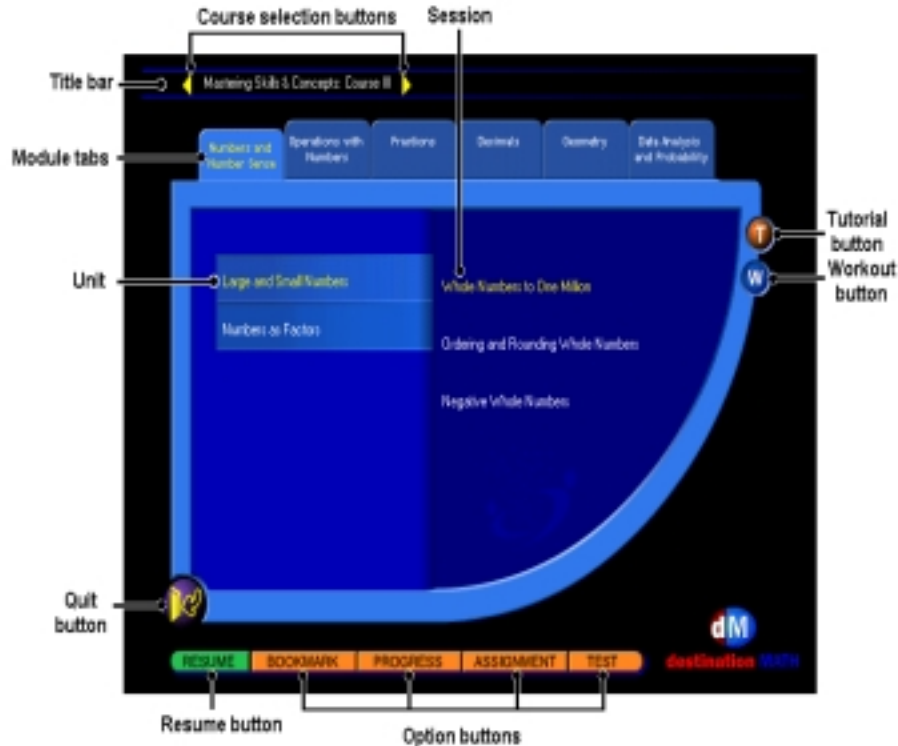 Course selection buttons
Session
Title bar
Mastering Skills & Concepts: Course III
Module tabs
Numbers and
Number Sense
Operations with
Numbers
Fractions
Decimals
Geometry
Data Analysis
and Probability
Tutorial
button
T
Workout
button
W
Unit
Large and Small Numbers
Whole Numbers to One Million
Numbers as Factors
Ordering and Rounding Whole Numbers
Negative Whole Numbers
Quit
button
dM
destination MATH
RESUME
BOOKMARK
PROGRESS
ASSIGNMENT
TEST
Resume button
Option buttons